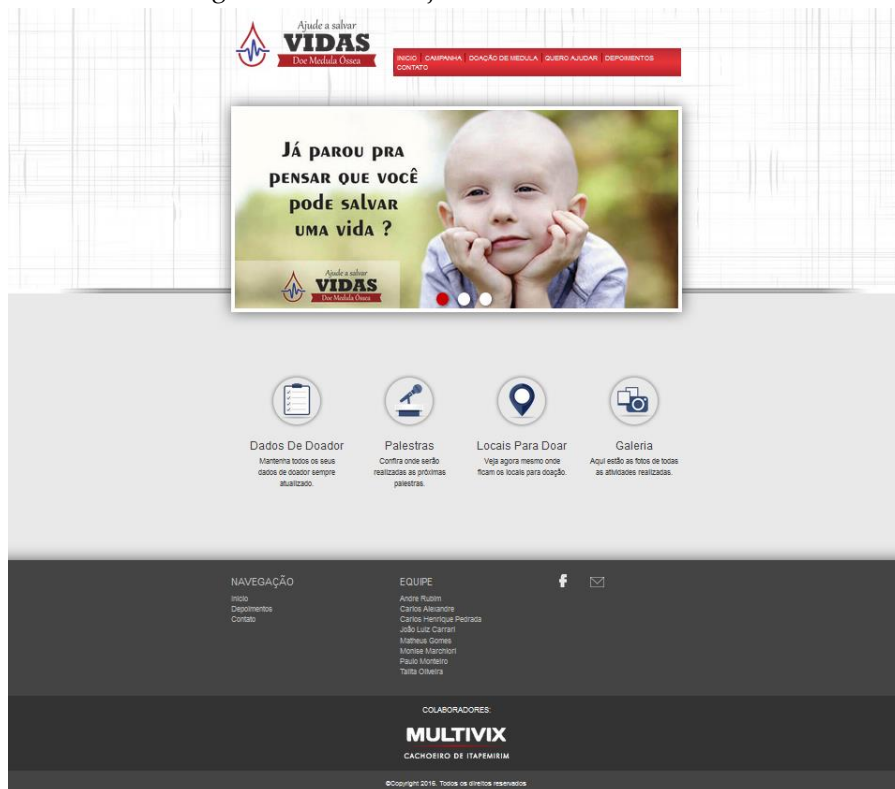 Ajude a salvar
VIDAS
Doe Medula Óssea
INICIO | CAMPANHA | DOAÇÃO DE MEDULA | QUERO AJUDAR | DEPOIMENTOS
CONTATO
Já parou pra
pensar que você
pode salvar
uma vida ?
Ajude a salvar
VIDAS
Doe Medula Óssea
Dados De Doador
Mantenha todos os seus
dados de doador sempre
atualizado.
Palestras
Confira onde serão
realizadas as próximas
palestras.
Locais Para Doar
Veja agora mesmo onde
ficam os locais para doação.
Galeria
Aqui estão as fotos de todas
as atividades realizadas.
NAVEGAÇÃO
Inicio
Depoimentos
Contato
EQUIPE
Andre Rubim
Carlos Alexandre
Carlos Henrique Pedrada
João Luiz Carrari
Matheus Gomes
Monise Marchiori
Paulo Monteiro
Talita Oliveira
COLABORADORES:
MULTIVIX
CACHOEIRO DE ITAPEMIRIM
©Copyright 2016. Todos os direitos reservados